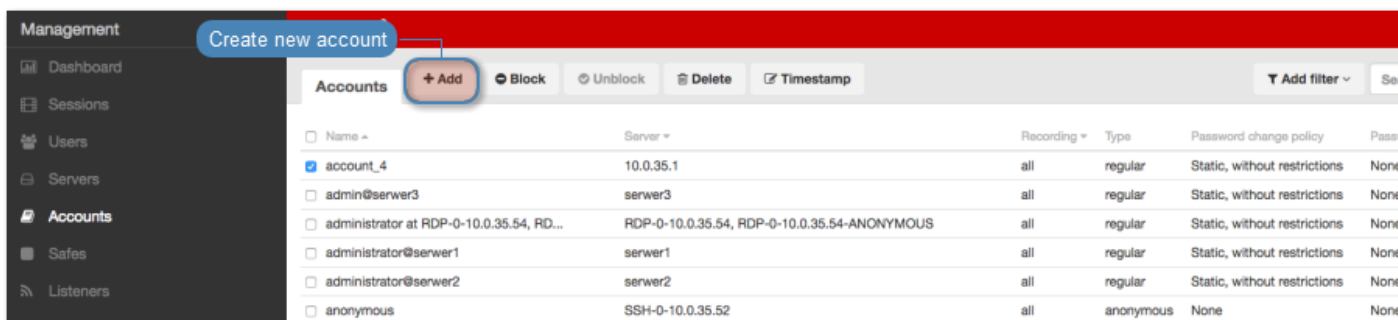 Management
Create new account
Dashboard
Sessions
Users
Servers
Accounts
Safes
Listeners
Accounts
Add
Block
Unblock
Delete
Timestamp
Add filter
Name Server Recording Type Password change policy
account_4 10.0.35.1 all regular Static, without restrictions None
admin@serwer3 serwer3 all regular Static, without restrictions None
administrator at RDP-0-10.0.35.54, RD... RDP-0-10.0.35.54, RDP-0-10.0.35.54-ANONYMOUS all regular Static, without restrictions None
administrator@serwer1 serwer1 all regular Static, without restrictions None
administrator@serwer2 serwer2 all regular Static, without restrictions None
anonymous SSH-0-10.0.35.52 all anonymous None None